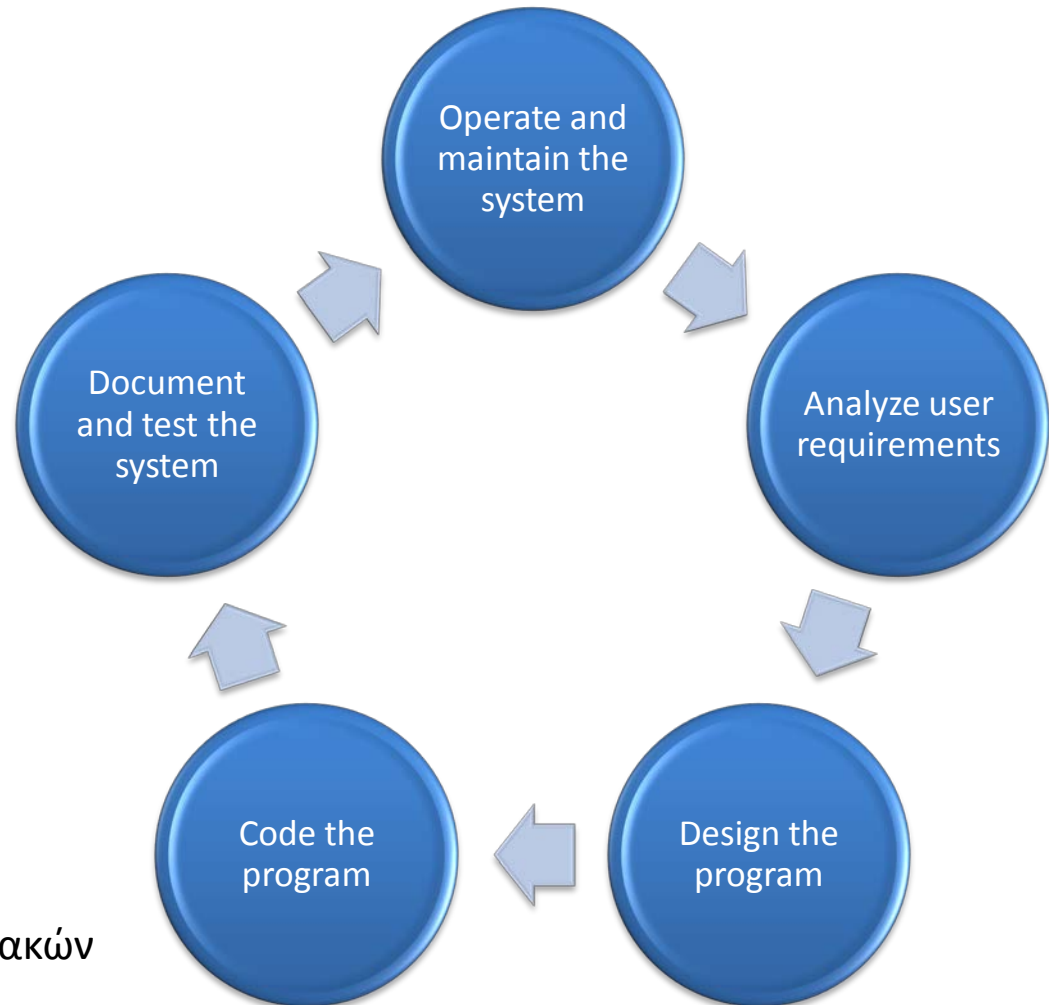 Operate and
maintain the
system
Analyze user
requirements
Design the
program
Code the
program
Document
and test the
system
ακών